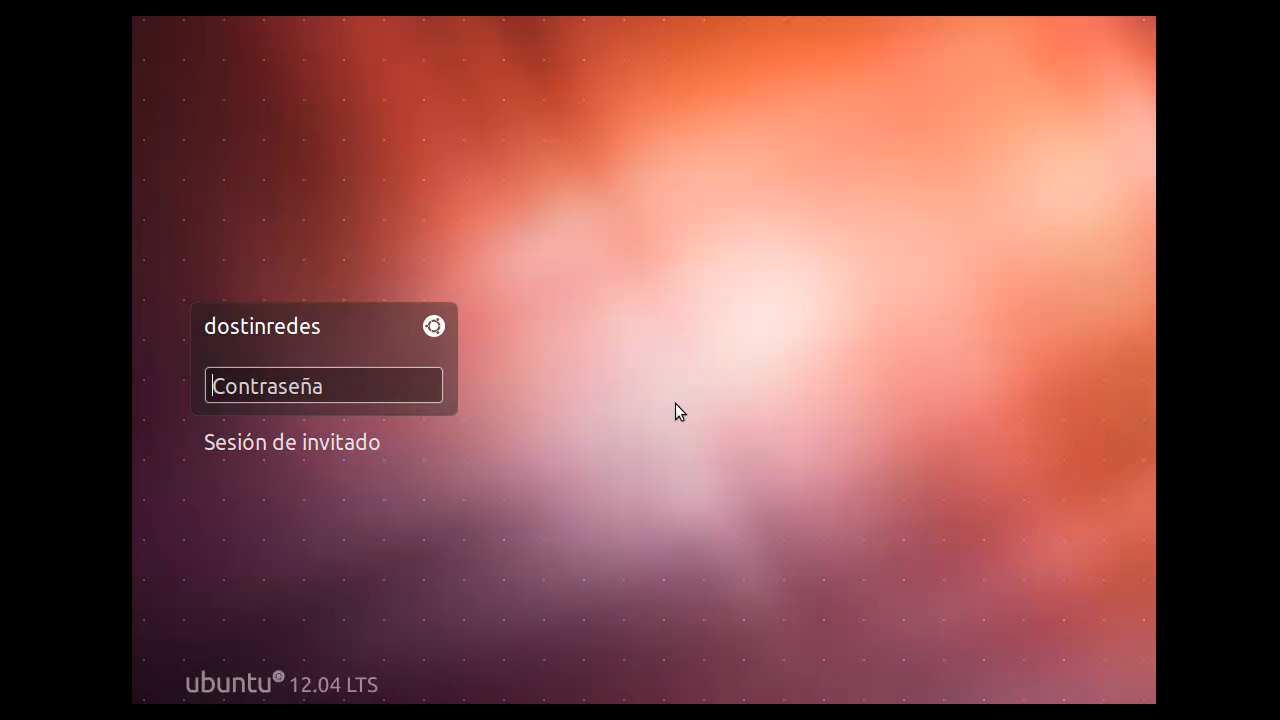 dostinredes
Contraseña
Sesión de invitado
ubuntu 12.04 LTS